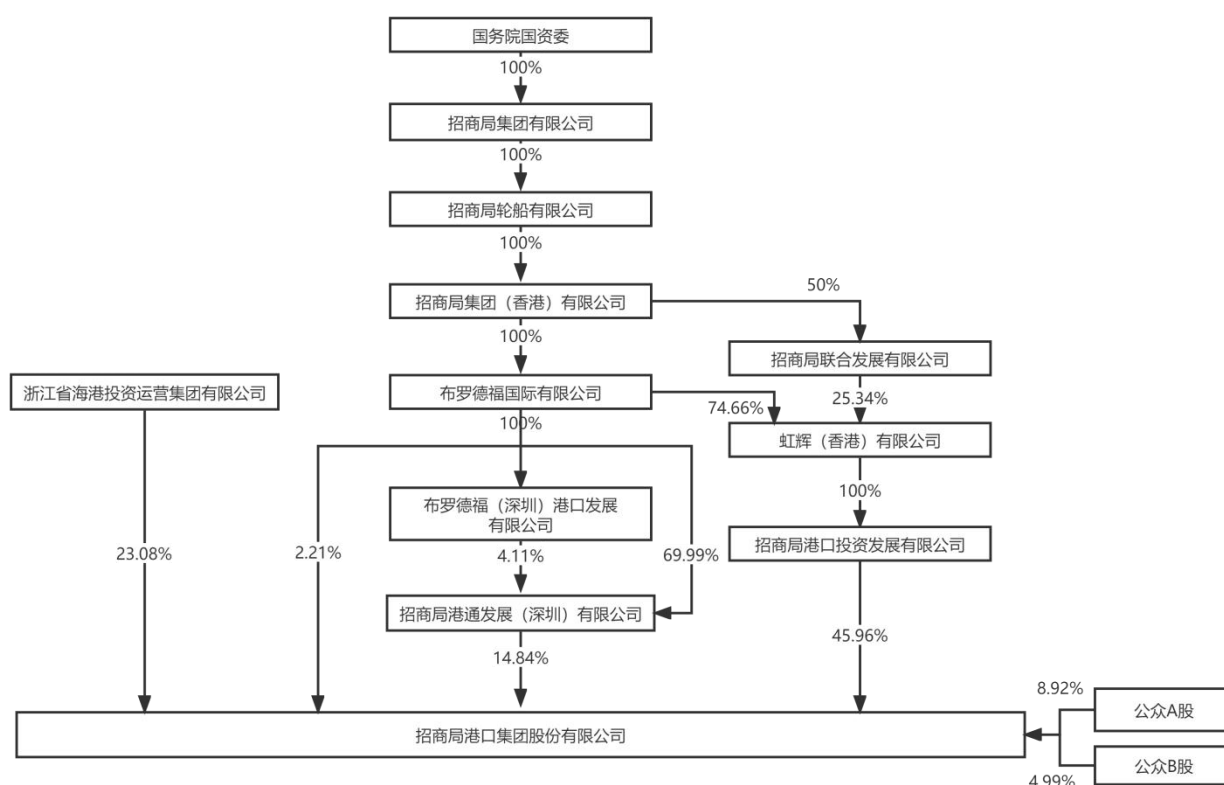 国务院国资委
100%
招商局集团有限公司
100%
招商局轮船有限公司
100%
招商局集团（香港）有限公司
50%
100%
招商局联合发展有限公司
浙江省海港投资运营集团有限公司
布罗德福国际有限公司
74.66%
25.34%
100%
虹辉（香港）有限公司
100%
布罗德福（深圳）港口发展
有限公司
23.08%
2.21%
4.11%
69.99%
招商局港口投资发展有限公司
招商局港通发展（深圳）有限公司
14.84%
45.96%
8.92%
公众A股
招商局港口集团股份有限公司
公众B股
4.99%